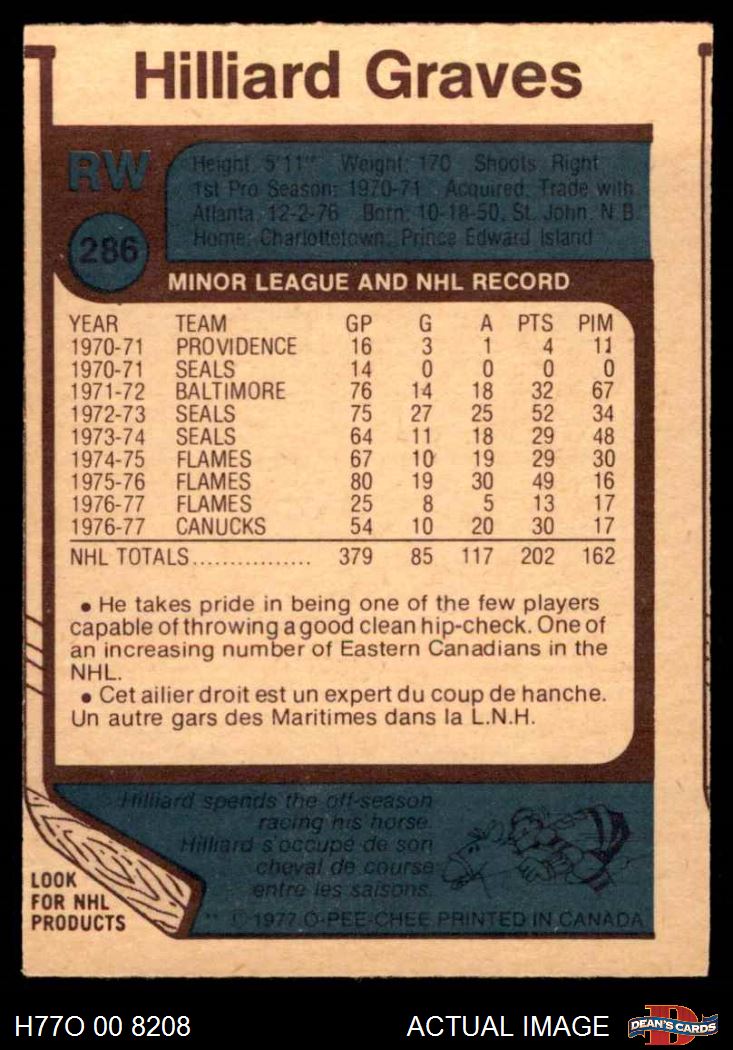 Hilliard Graves
RW
Height: 5'11" Weight: 170 Shoots: Right
1st Pro Season: 1970-71 Acquired: Trade with
Atlanta, 12-2-76 Born: 10-18-50, St. John, N.B.
Home: Charlottetown, Prince Edward Island
286
MINOR LEAGUE AND NHL RECORD
YEAR TEAM GP G A PTS PIM
1970-71 PROVIDENCE 16 3 1 4 11
1970-71 SEALS 14 0 0 0 0
1971-72 BALTIMORE 76 14 18 32 67
1972-73 SEALS 75 27 25 52 34
1973-74 SEALS 64 11 18 29 48
1974-75 FLAMES 67 10 19 29 30
1975-76 FLAMES 80 19 30 49 16
1976-77 FLAMES 25 8 5 13 17
1976-77 CANUCKS 54 10 20 30 17
NHL TOTALS................ 379 85 117 202 162
• He takes pride in being one of the few players
capable of throwing a good clean hip-check. One of
an increasing number of Eastern Canadians in the
NHL.
• Cet ailier droit est un expert du coup de hanche.
Un autre gars des Maritimes dans la L.N.H.
Hilliard spends the off-season
racing his horse.
Hilliard s'occupe de son
cheval de course
entre les saisons.
LOOK
FOR NHL
PRODUCTS
** © 1977 O-PEE-CHEE PRINTED IN CANADA
H77O 00 8208
ACTUAL IMAGE
D
DEAN'S CARDS